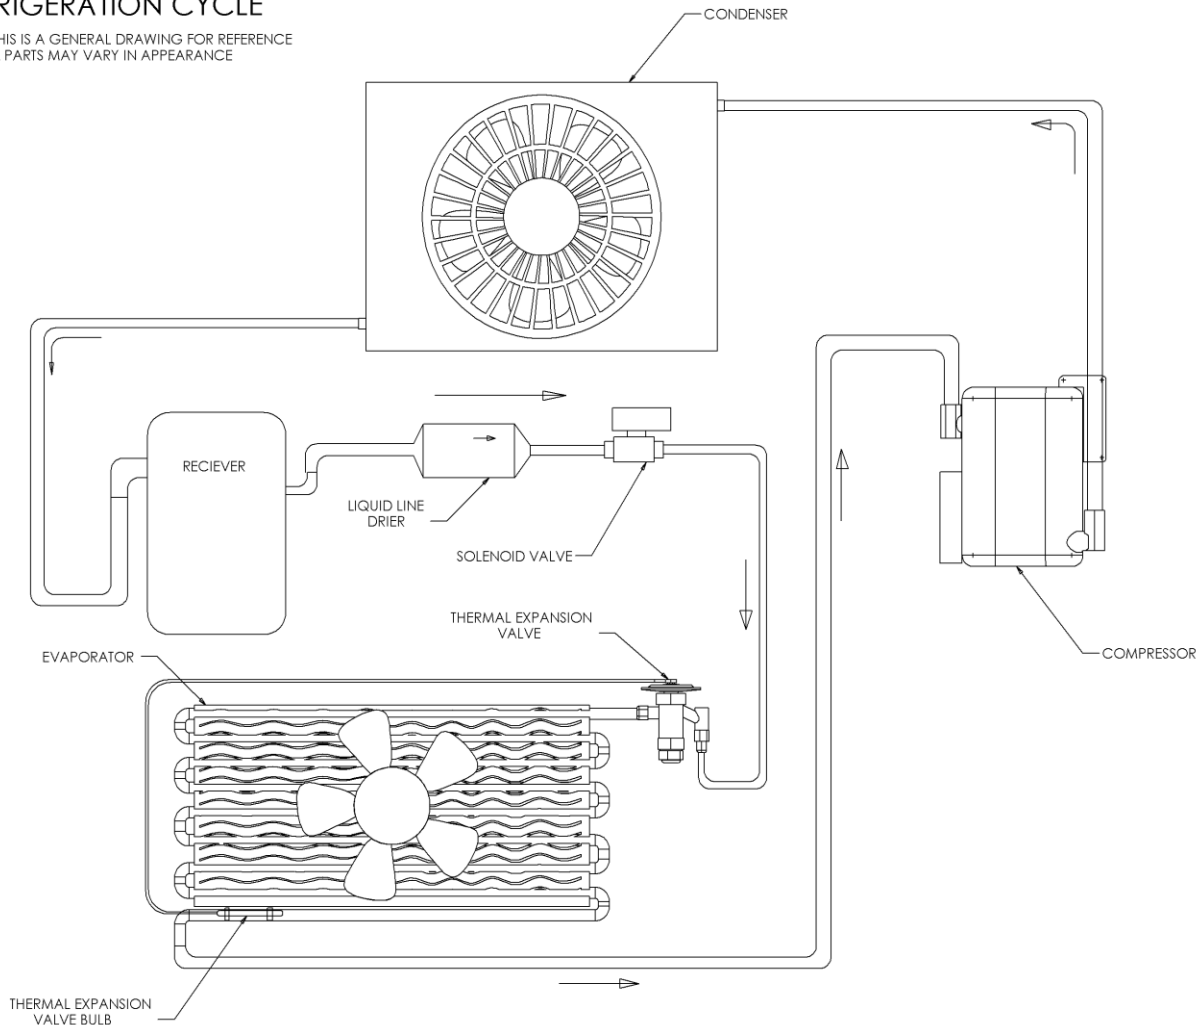 RIGERATION CYCLE
HIS IS A GENERAL DRAWING FOR REFERENCE
PARTS MAY VARY IN APPEARANCE
CONDENSER
RECIEVER
LIQUID LINE
DRIER
SOLENOID VALVE
THERMAL EXPANSION
VALVE
COMPRESSOR
EVAPORATOR
THERMAL EXPANSION
VALVE BULB